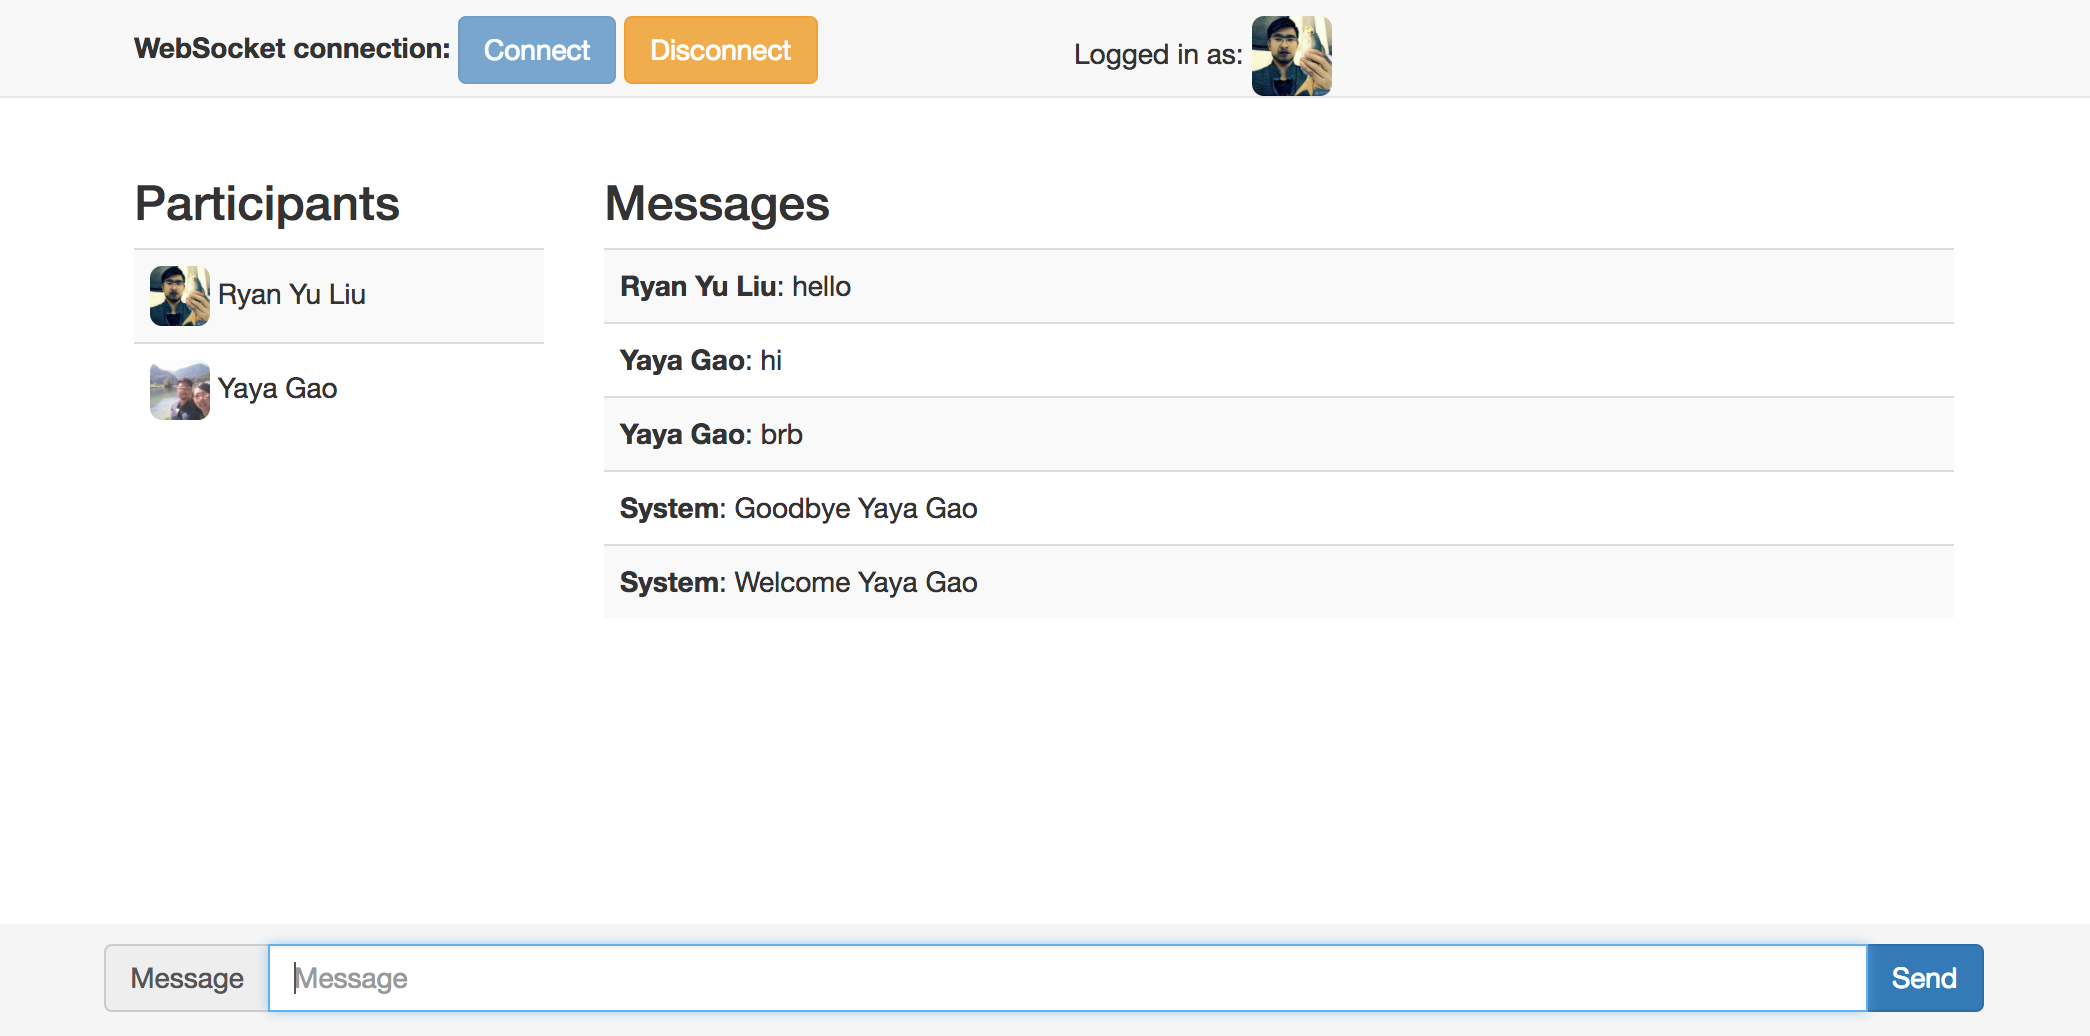 WebSocket connection: Connect Disconnect Logged in as:
Participants
Ryan Yu Liu
Yaya Gao
Messages
Ryan Yu Liu: hello
Yaya Gao: hi
Yaya Gao: brb
System: Goodbye Yaya Gao
System: Welcome Yaya Gao
Message Message Send